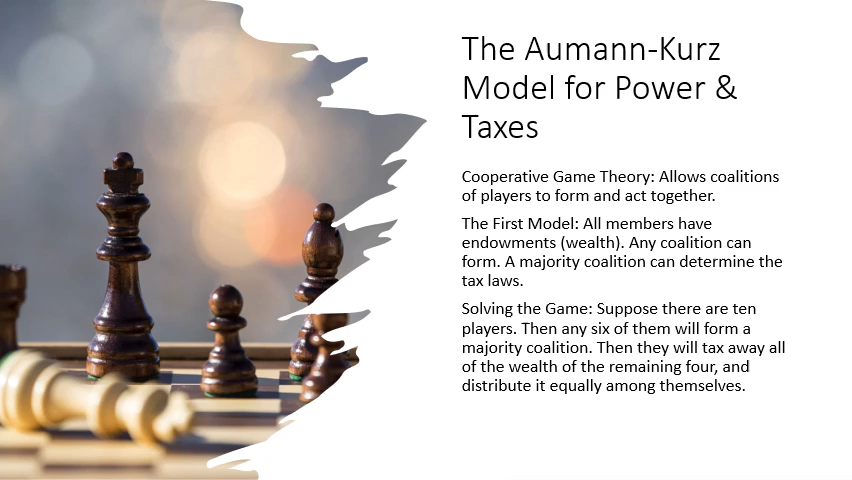 The Aumann-Kurz
Model for Power &
Taxes
Cooperative Game Theory: Allows coalitions
of players to form and act together.
The First Model: All members have
endowments (wealth). Any coalition can
form. A majority coalition can determine the
tax laws.
Solving the Game: Suppose there are ten
players. Then any six of them will form a
majority coalition. Then they will tax away all
of the wealth of the remaining four, and
distribute it equally among themselves.